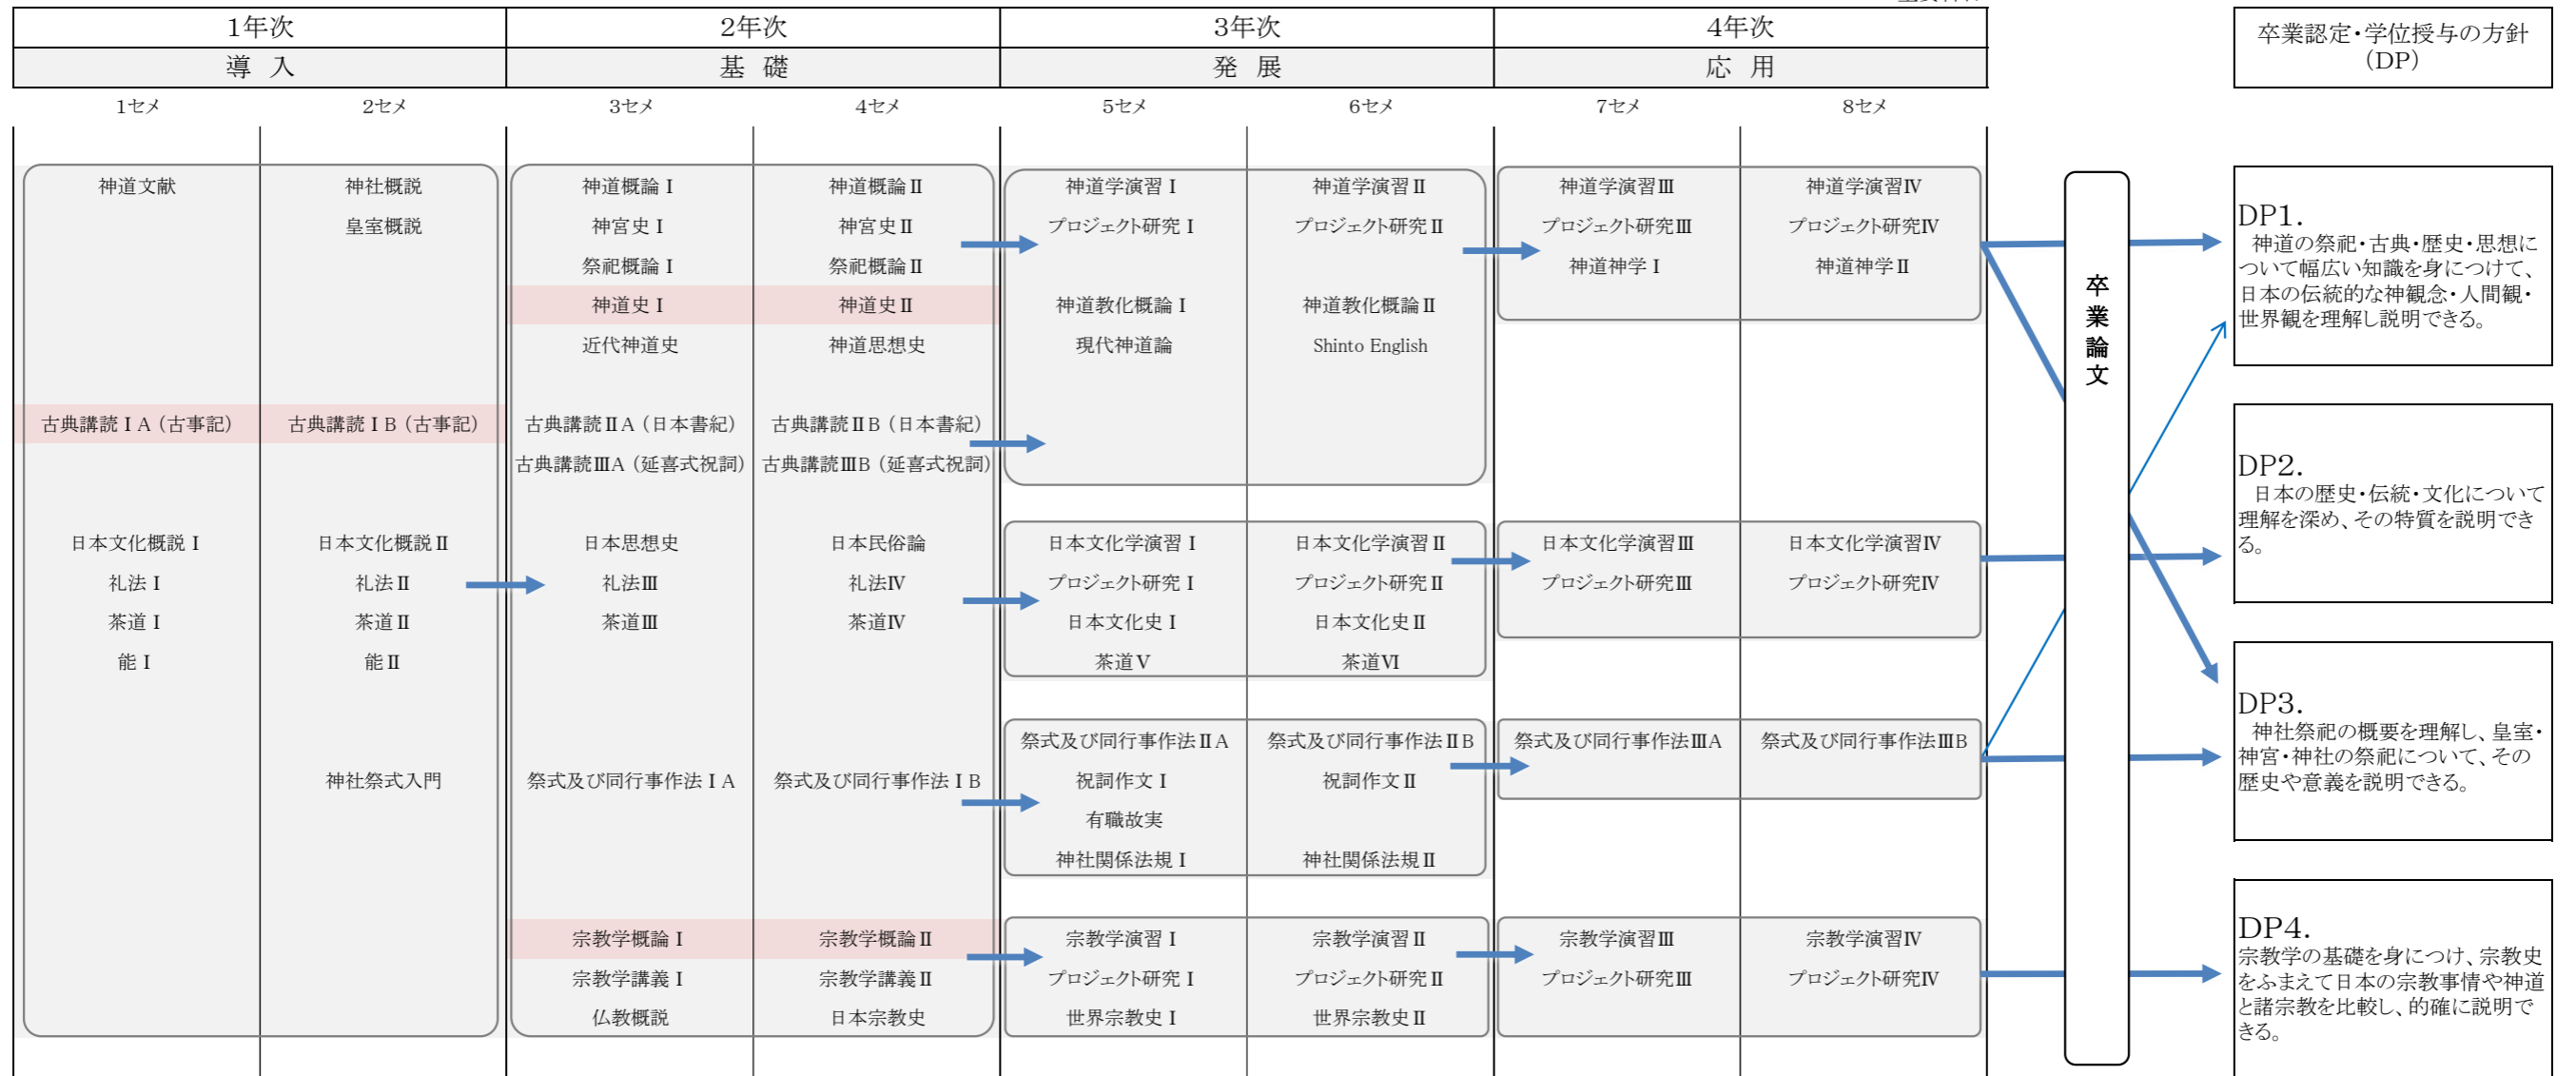 1年次 2年次 3年次 4年次
導 入 基 礎 発 展 応 用
卒業認定・学位授与の方針
（DP）
1セメ 2セメ 3セメ 4セメ 5セメ 6セメ 7セメ 8セメ
神道文献 神社概説 神道概論Ⅰ 神道概論Ⅱ 神道学演習Ⅰ 神道学演習Ⅱ 神道学演習Ⅲ 神道学演習Ⅳ
皇室概説 神宮史Ⅰ 神宮史Ⅱ プロジェクト研究Ⅰ プロジェクト研究Ⅱ プロジェクト研究Ⅲ プロジェクト研究Ⅳ
祭祀概論Ⅰ 祭祀概論Ⅱ 神道神学Ⅰ 神道神学Ⅱ
神道史Ⅰ 神道史Ⅱ 神道教化概論Ⅰ 神道教化概論Ⅱ
近代神道史 神道思想史 現代神道論 Shinto English
古典講読ⅠA（古事記） 古典講読ⅠB（古事記） 古典講読ⅡA（日本書紀） 古典講読ⅡB（日本書紀）
古典講読ⅢA（延喜式祝詞） 古典講読ⅢB（延喜式祝詞）
日本文化概説Ⅰ 日本文化概説Ⅱ 日本思想史 日本民俗論 日本文化学演習Ⅰ 日本文化学演習Ⅱ 日本文化学演習Ⅲ 日本文化学演習Ⅳ
礼法Ⅰ 礼法Ⅱ 礼法Ⅲ 礼法Ⅳ プロジェクト研究Ⅰ プロジェクト研究Ⅱ プロジェクト研究Ⅲ プロジェクト研究Ⅳ
茶道Ⅰ 茶道Ⅱ 茶道Ⅲ 茶道Ⅳ 日本文化史Ⅰ 日本文化史Ⅱ
能Ⅰ 能Ⅱ 茶道Ⅴ 茶道Ⅵ
祭式及び同行事作法ⅡA 祭式及び同行事作法ⅡB 祭式及び同行事作法ⅢA 祭式及び同行事作法ⅢB
神社祭式入門 祭式及び同行事作法ⅠA 祭式及び同行事作法ⅠB 祝詞作文Ⅰ 祝詞作文Ⅱ
有職故実
神社関係法規Ⅰ 神社関係法規Ⅱ
宗教学概論Ⅰ 宗教学概論Ⅱ 宗教学演習Ⅰ 宗教学演習Ⅱ 宗教学演習Ⅲ 宗教学演習Ⅳ
宗教学講義Ⅰ 宗教学講義Ⅱ プロジェクト研究Ⅰ プロジェクト研究Ⅱ プロジェクト研究Ⅲ プロジェクト研究Ⅳ
仏教概説 日本宗教史 世界宗教史Ⅰ 世界宗教史Ⅱ
卒業論文
DP1.
神道の祭祀・古典・歴史・思想に
ついて幅広い知識を身につけて、
日本の伝統的な神観念・人間観・
世界観を理解し説明できる。
DP2.
日本の歴史・伝統・文化について
理解を深め、その特質を説明でき
る。
DP3.
神社祭祀の概要を理解し、皇室・
神宮・神社の祭祀について、その
歴史や意義を説明できる。
DP4.
宗教学の基礎を身につけ、宗教史
をふまえて日本の宗教事情や神道
と諸宗教を比較し、的確に説明で
きる。